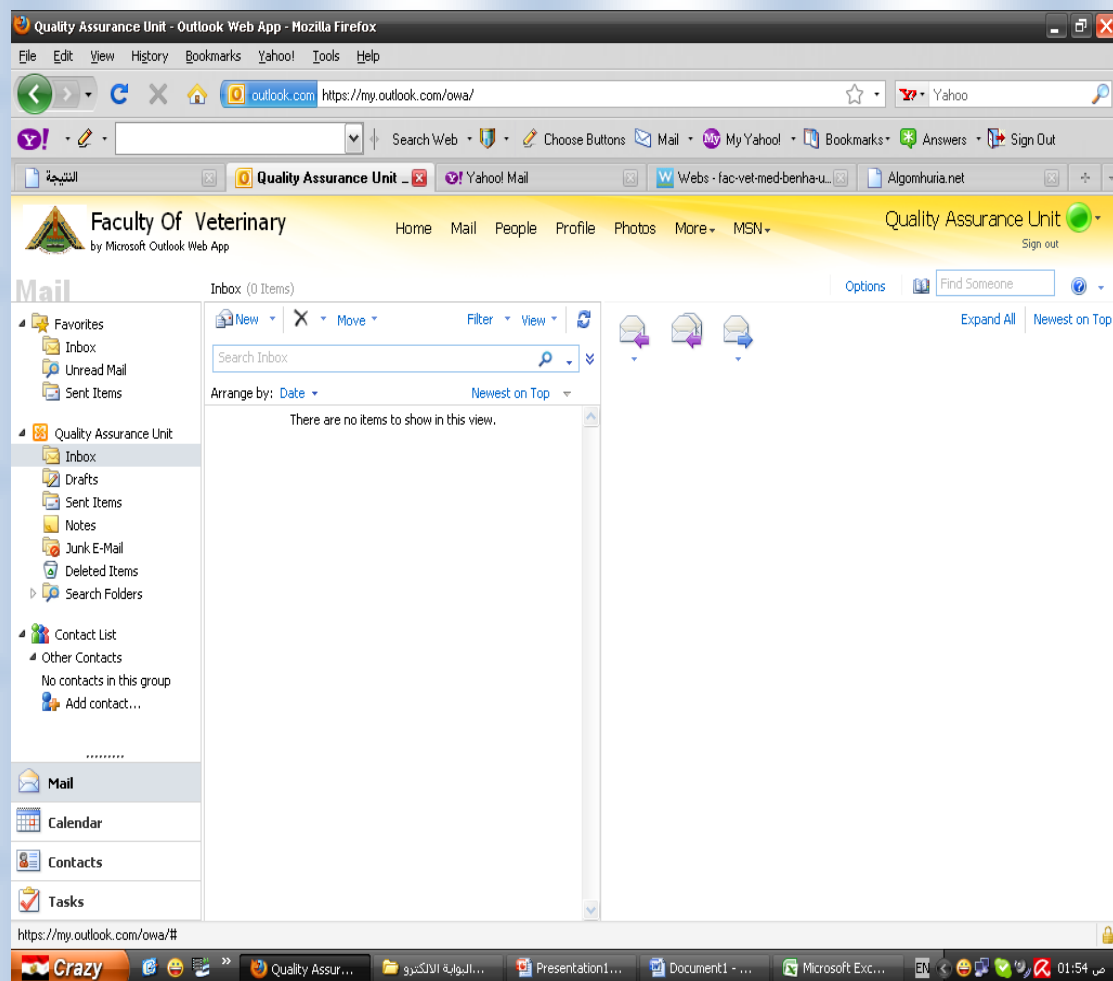 Quality Assurance Unit - Outlook Web App - Mozilla Firefox
File Edit View History Bookmarks Yahoo! Tools Help
outlook.com https://my.outlook.com/owa/ Yahoo
Search Web Choose Buttons Mail My Yahoo! Bookmarks Answers Sign Out
النتيجة Quality Assurance Unit _ Yahoo! Mail Webs - fac-vet-med-benha-u... Algomhuria.net
Faculty Of Veterinary
by Microsoft Outlook Web App
Home Mail People Profile Photos More MSN
Quality Assurance Unit
Sign out
Mail Inbox (0 Items) Options Find Someone
Favorites
Inbox
Unread Mail
Sent Items
Quality Assurance Unit
Inbox
Drafts
Sent Items
Notes
Junk E-Mail
Deleted Items
Search Folders
Contact List
Other Contacts
No contacts in this group
Add contact...
Mail
Calendar
Contacts
Tasks
New Move Filter View
Search Inbox
Arrange by: Date Newest on Top
There are no items to show in this view.
Expand All Newest on Top
https://my.outlook.com/owa/#
Crazy » Quality Assur... البوابة الالكترو... Presentation1... Document1 - ... Microsoft Exc... EN 01:54 ص